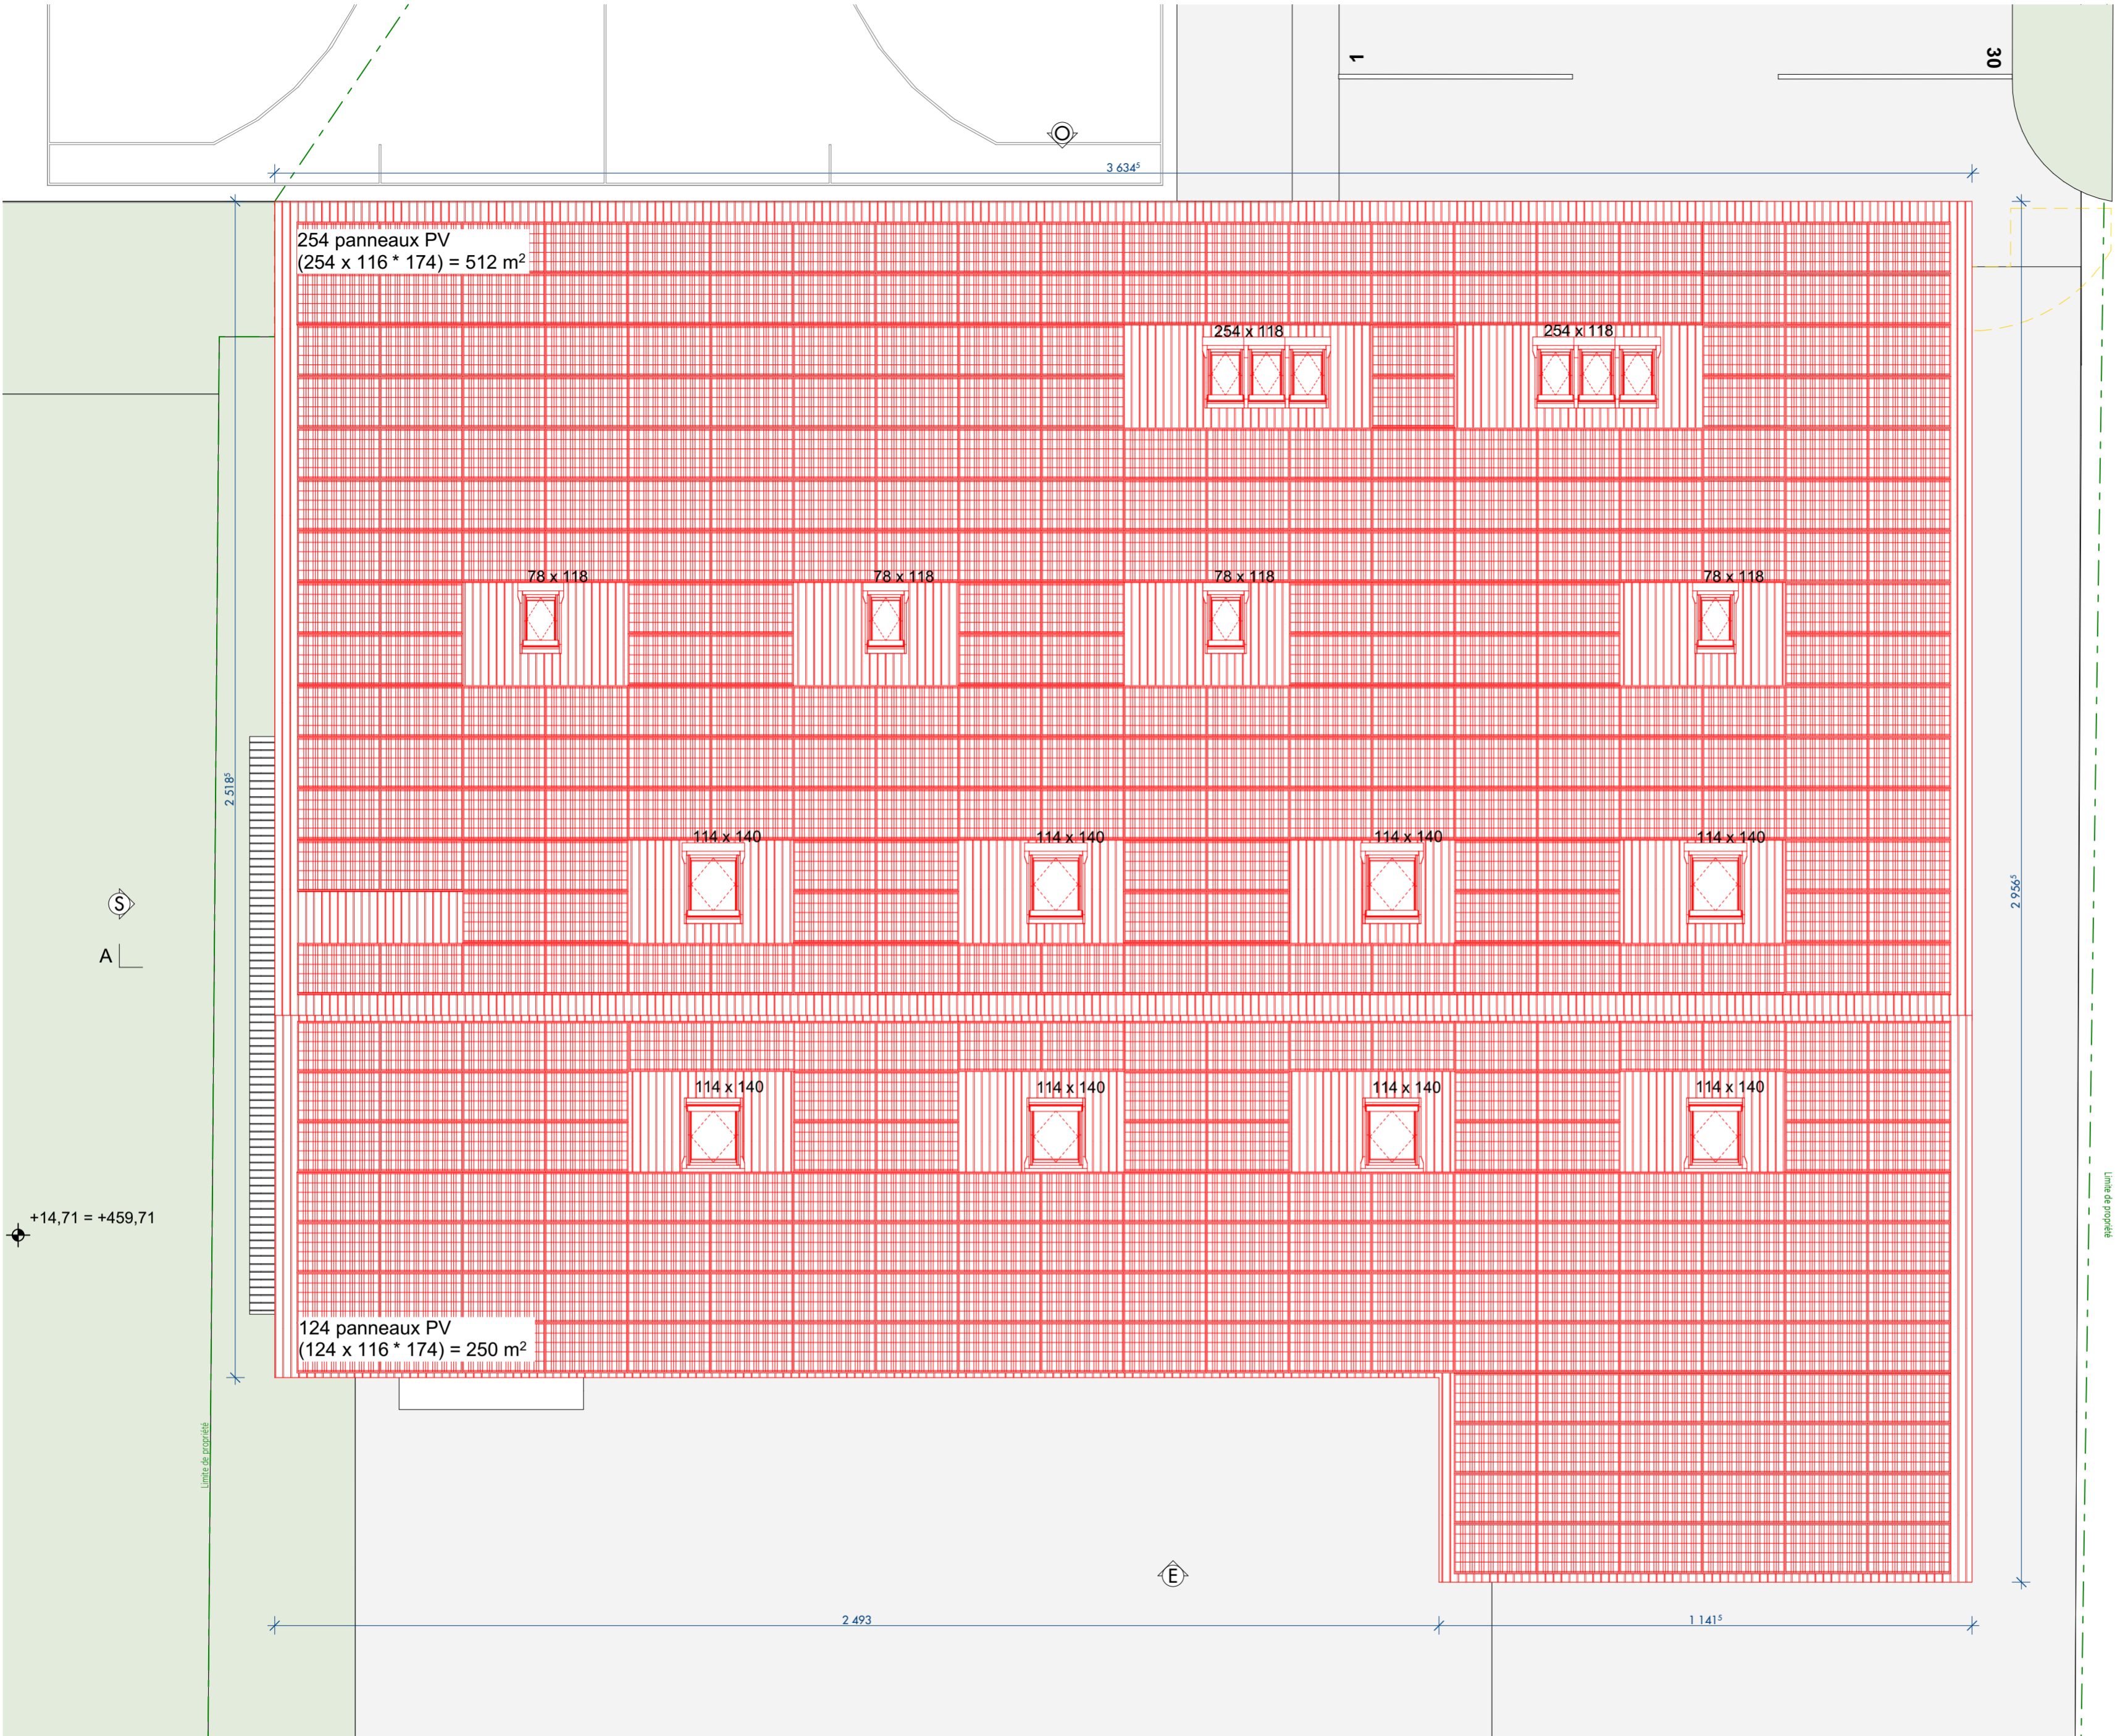 1
30
O
3 634⁵
254 panneaux PV
(254 x 116 * 174) = 512 m²
254 x 118
254 x 118
78 x 118
78 x 118
78 x 118
78 x 118
2 518⁵
114 x 140
114 x 140
114 x 140
114 x 140
S
2 956⁵
A
114 x 140
114 x 140
114 x 140
114 x 140
Limite de propriété
+14,71 = +459,71
124 panneaux PV
(124 x 116 * 174) = 250 m²
Limite de propriété
E
2 493
1 141⁵